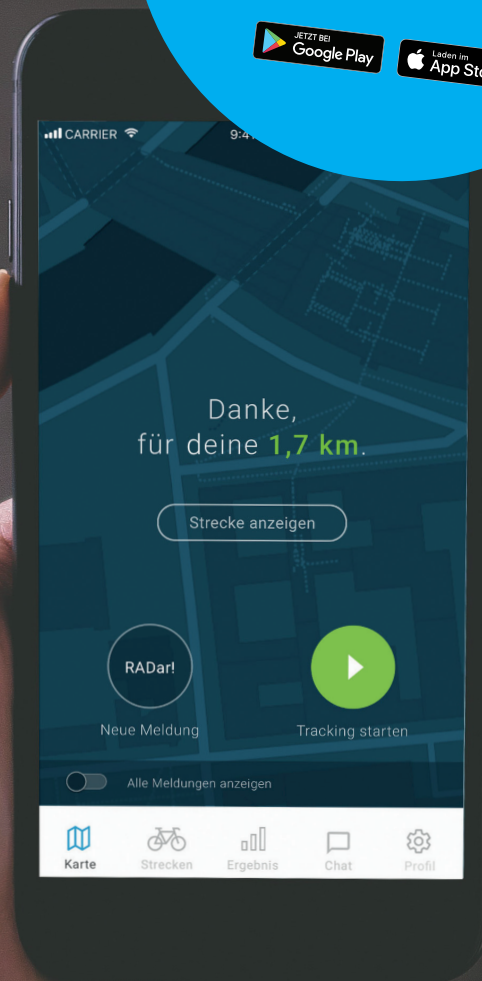 JETZT BEI
Google Play
Laden im
App Sto
CARRIER
9:41
Danke,
für deine 1,7 km.
Strecke anzeigen
RADar!
Neue Meldung
Tracking starten
Alle Meldungen anzeigen
Karte
Strecken
Ergebnis
Chat
Profil